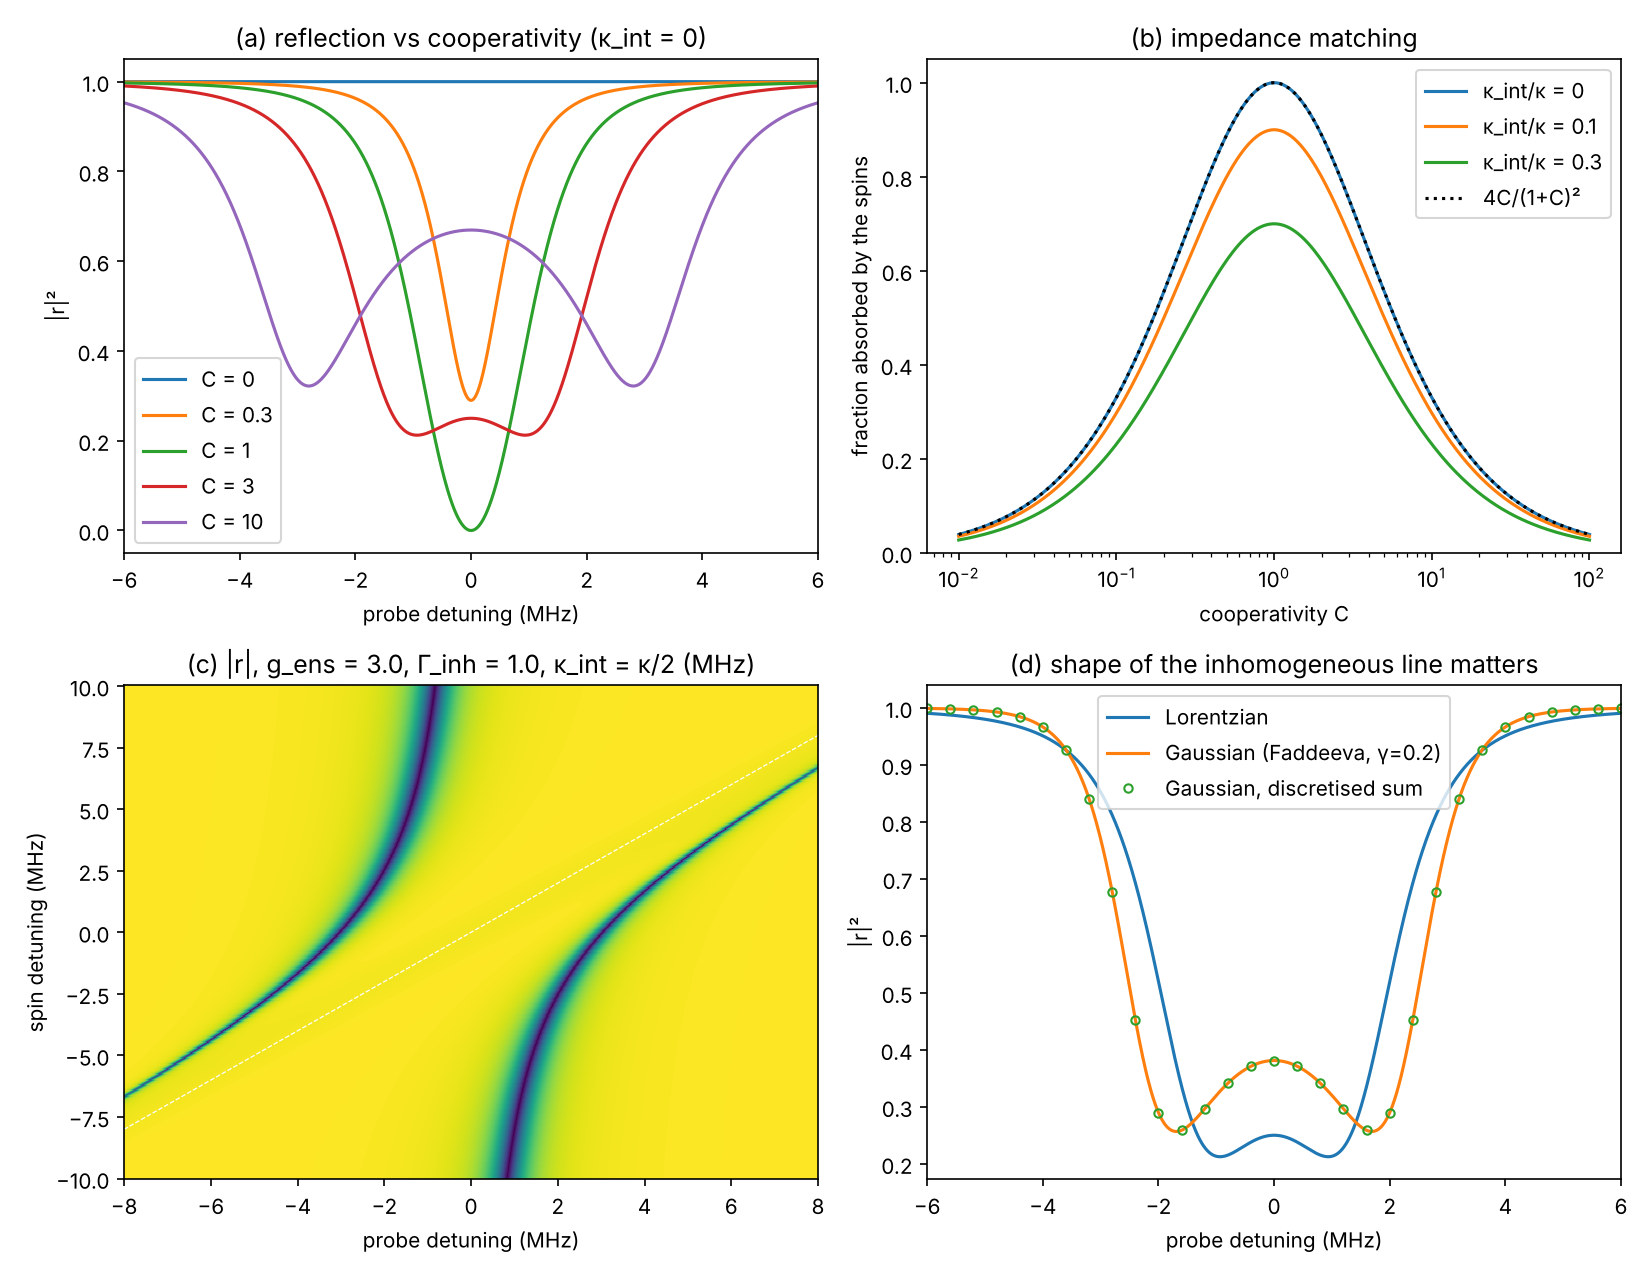 (a) reflection vs cooperativity (κ_int = 0)
|r|²
1.0
0.8
0.6
0.4
0.2
0.0
C = 0
C = 0.3
C = 1
C = 3
C = 10
−6 −4 −2 0 2 4 6
probe detuning (MHz)
(b) impedance matching
fraction absorbed by the spins
1.0
0.8
0.6
0.4
0.2
0.0
κ_int/κ = 0
κ_int/κ = 0.1
κ_int/κ = 0.3
4C/(1+C)²
10⁻² 10⁻¹ 10⁰ 10¹ 10²
cooperativity C
(c) |r|, g_ens = 3.0, Γ_inh = 1.0, κ_int = κ/2 (MHz)
spin detuning (MHz)
10.0
7.5
5.0
2.5
0.0
−2.5
−5.0
−7.5
−10.0
−8 −6 −4 −2 0 2 4 6 8
probe detuning (MHz)
(d) shape of the inhomogeneous line matters
|r|²
1.0
0.9
0.8
0.7
0.6
0.5
0.4
0.3
0.2
Lorentzian
Gaussian (Faddeeva, γ=0.2)
Gaussian, discretised sum
−6 −4 −2 0 2 4 6
probe detuning (MHz)